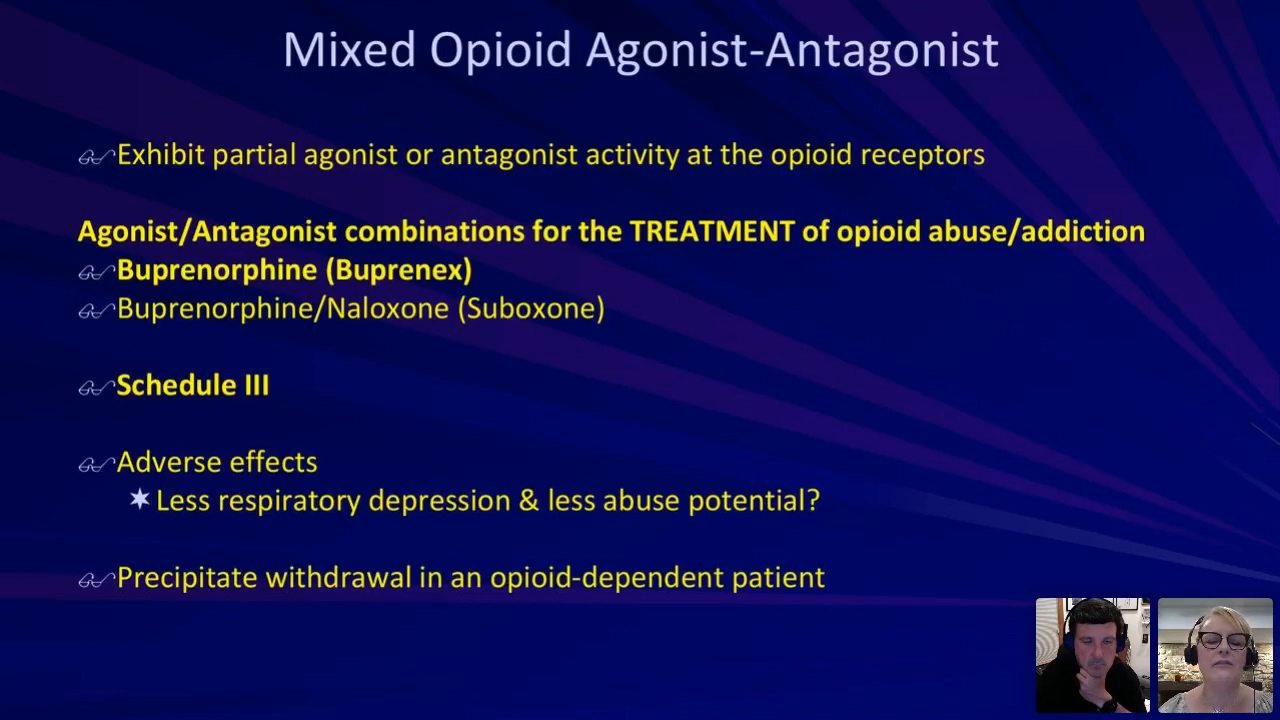 Mixed Opioid Agonist-Antagonist
Exhibit partial agonist or antagonist activity at the opioid receptors
Agonist/Antagonist combinations for the TREATMENT of opioid abuse/addiction
Buprenorphine (Buprenex)
Buprenorphine/Naloxone (Suboxone)
Schedule III
Adverse effects
Less respiratory depression & less abuse potential?
Precipitate withdrawal in an opioid-dependent patient